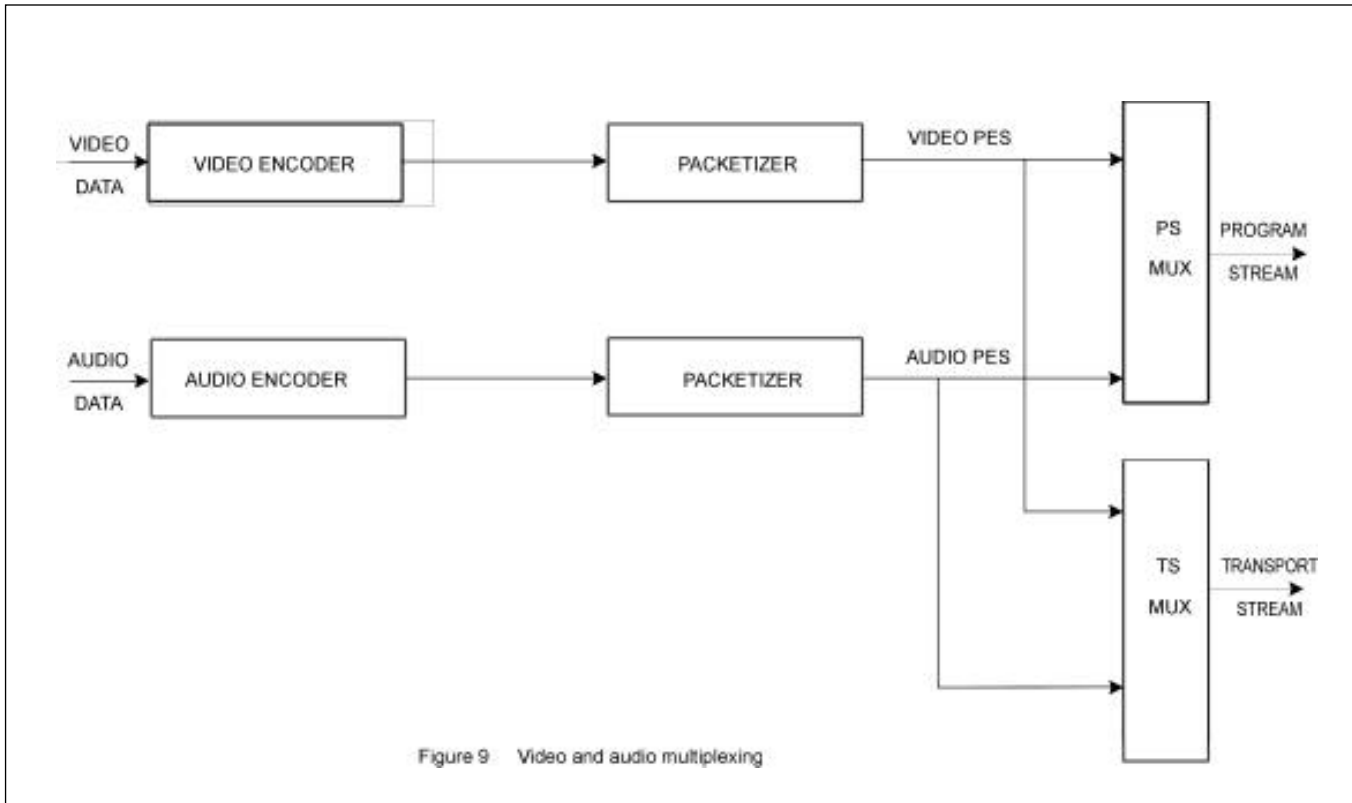 VIDEO
DATA
VIDEO ENCODER
PACKETIZER
VIDEO PES
PS
MUX
PROGRAM
STREAM
AUDIO
DATA
AUDIO ENCODER
PACKETIZER
AUDIO PES
TS
MUX
TRANSPORT
STREAM
Figure 9 Video and audio multiplexing